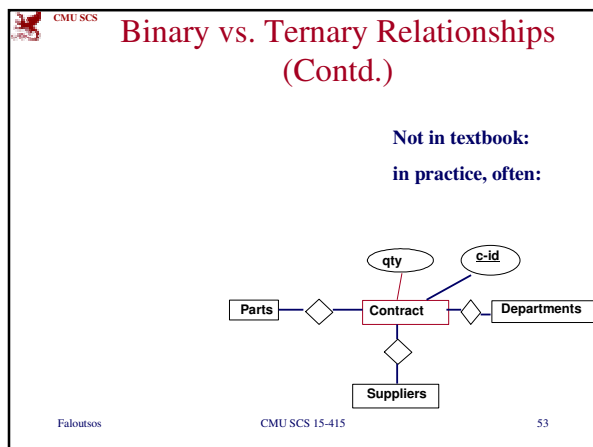 CMU SCS
Binary vs. Ternary Relationships
(Contd.)
Not in textbook:
in practice, often:
qty
c-id
Parts
Contract
Departments
Suppliers
Faloutsos
CMU SCS 15-415
53